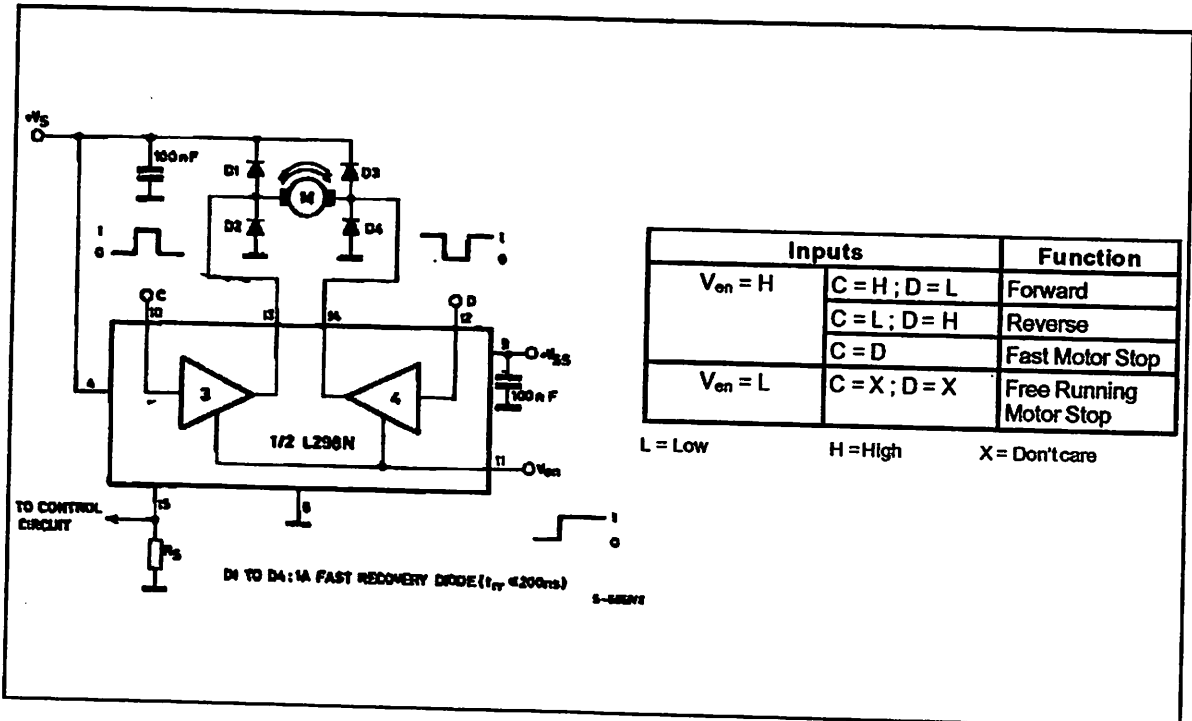 +VS
100nF
D1
D3
M
D2
D4
1
0
1
0
C
D
10
13
14
12
9
+VSS
4
3
4
100nF
1/2 L298N
11
Ven
15
8
TO CONTROL
CIRCUIT
RS
1
0
D1 TO D4 : 1A FAST RECOVERY DIODE (trr ≤ 200ns)
Inputs Function
Ven = H C = H ; D = L Forward
C = L ; D = H Reverse
C = D Fast Motor Stop
Ven = L C = X ; D = X Free Running
Motor Stop
L = Low H = High X = Don't care